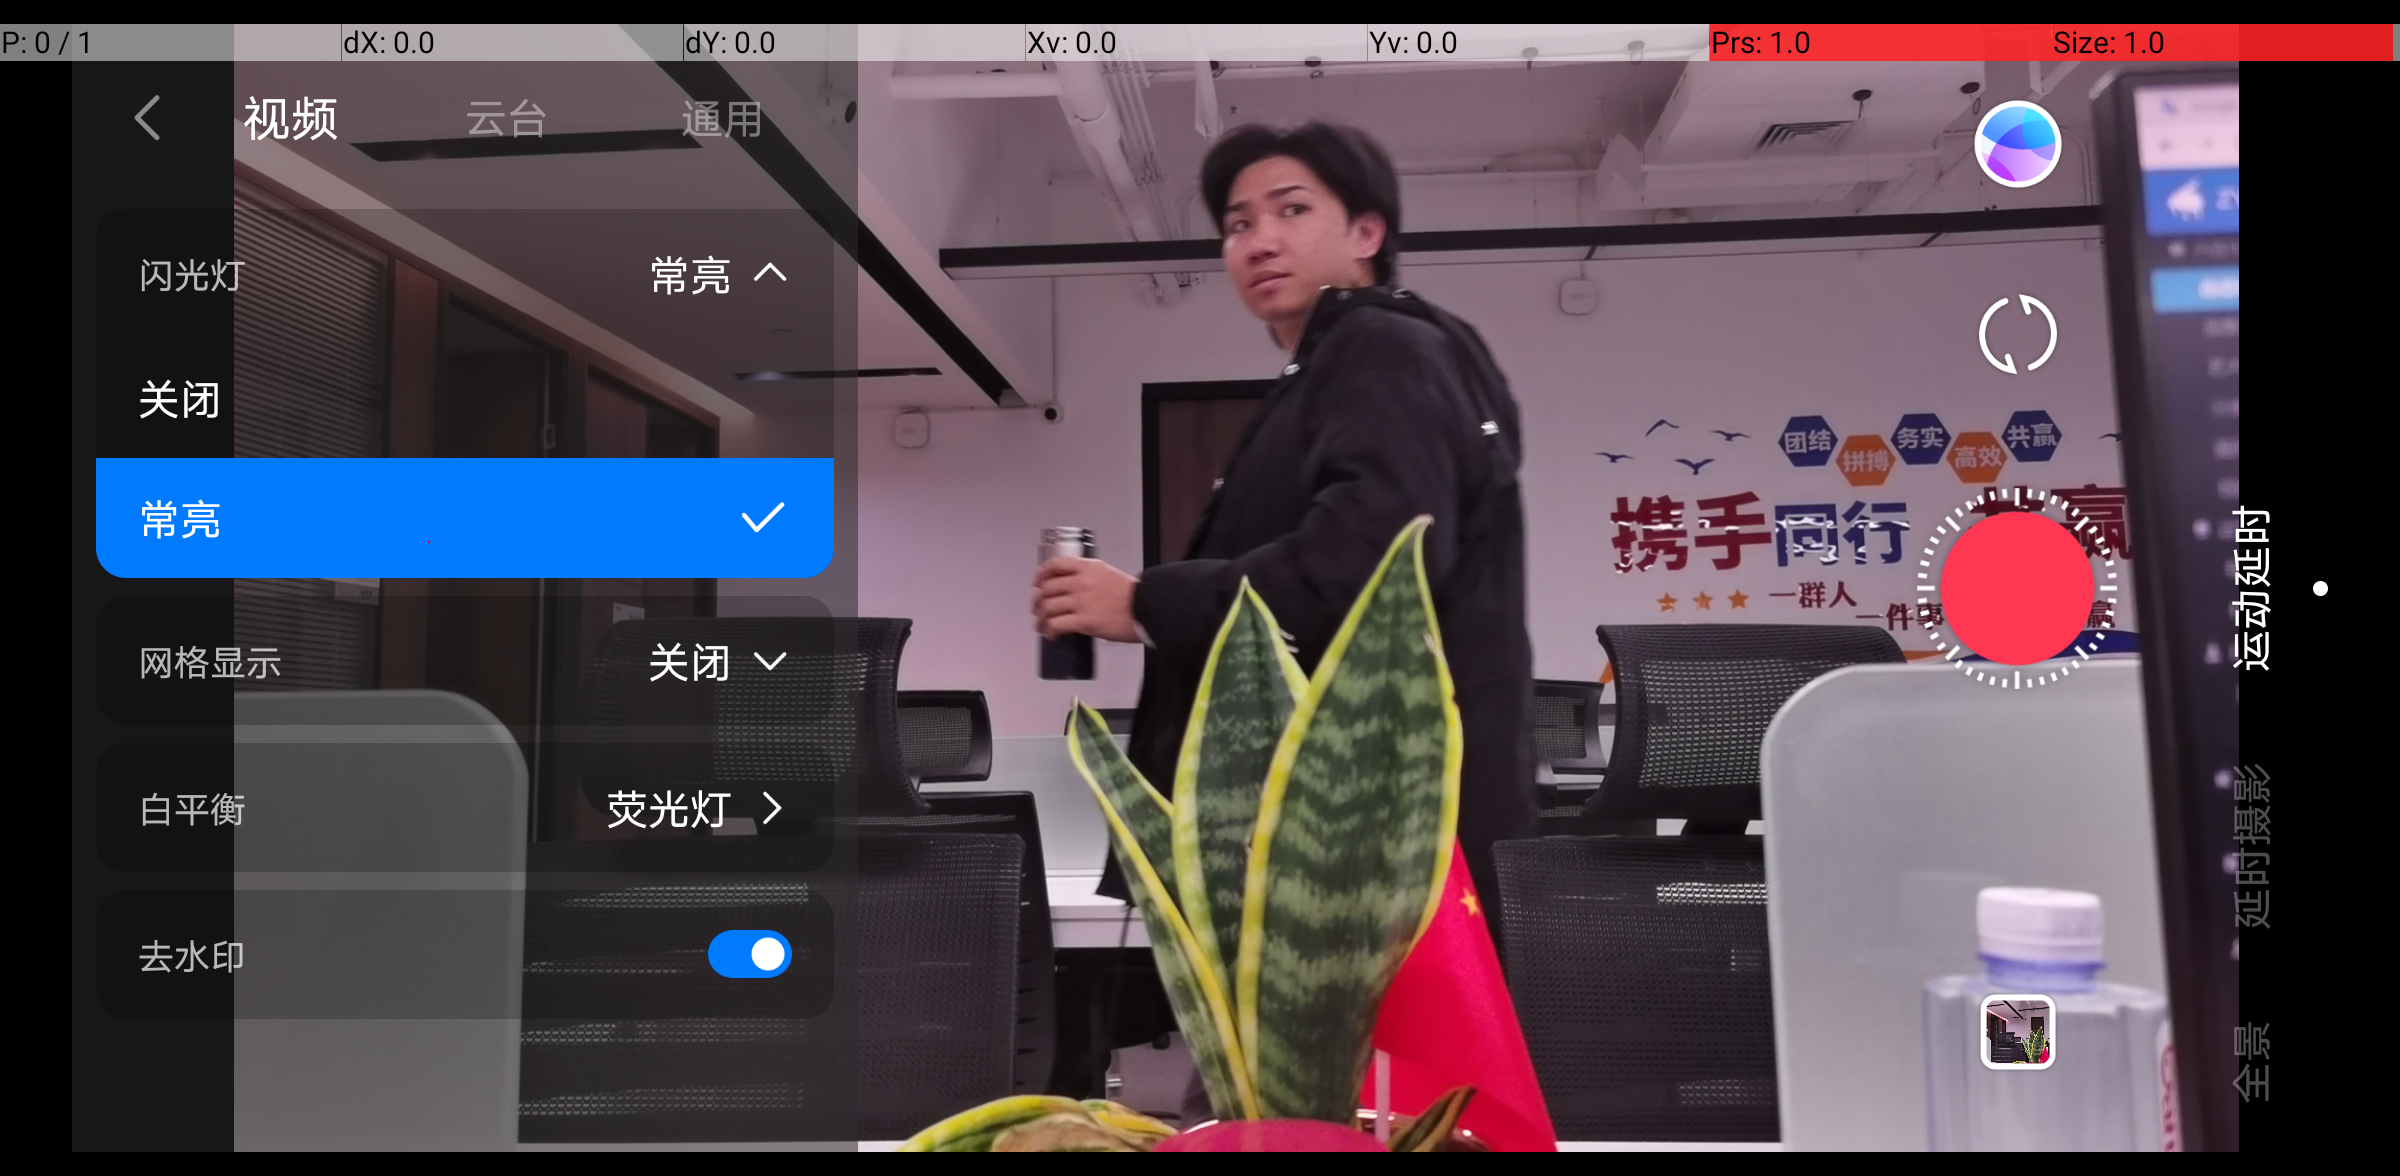 P: 0 / 1 dX: 0.0 dY: 0.0 Xv: 0.0 Yv: 0.0 Prs: 1.0 Size: 1.0
视频 云台 通用
闪光灯 常亮
关闭
常亮
网格显示 关闭
白平衡 荧光灯
去水印
团结 拼搏 务实 高效 共赢
携手同行 共赢
一群人
一件事
赢
运动延时
延时摄影
全景